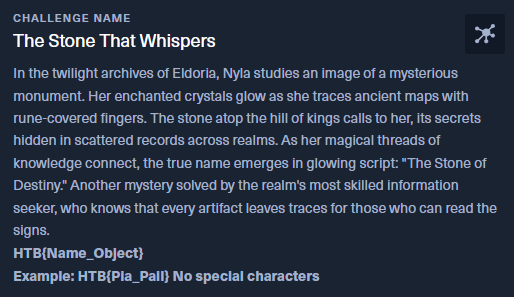 CHALLENGE NAME
The Stone That Whispers
In the twilight archives of Eldoria, Nyla studies an image of a mysterious
monument. Her enchanted crystals glow as she traces ancient maps with
rune-covered fingers. The stone atop the hill of kings calls to her, its secrets
hidden in scattered records across realms. As her magical threads of
knowledge connect, the true name emerges in glowing script: "The Stone of
Destiny." Another mystery solved by the realm's most skilled information
seeker, who knows that every artifact leaves traces for those who can read the
signs.
HTB{Name_Object}
Example: HTB{Pia_Pall} No special characters